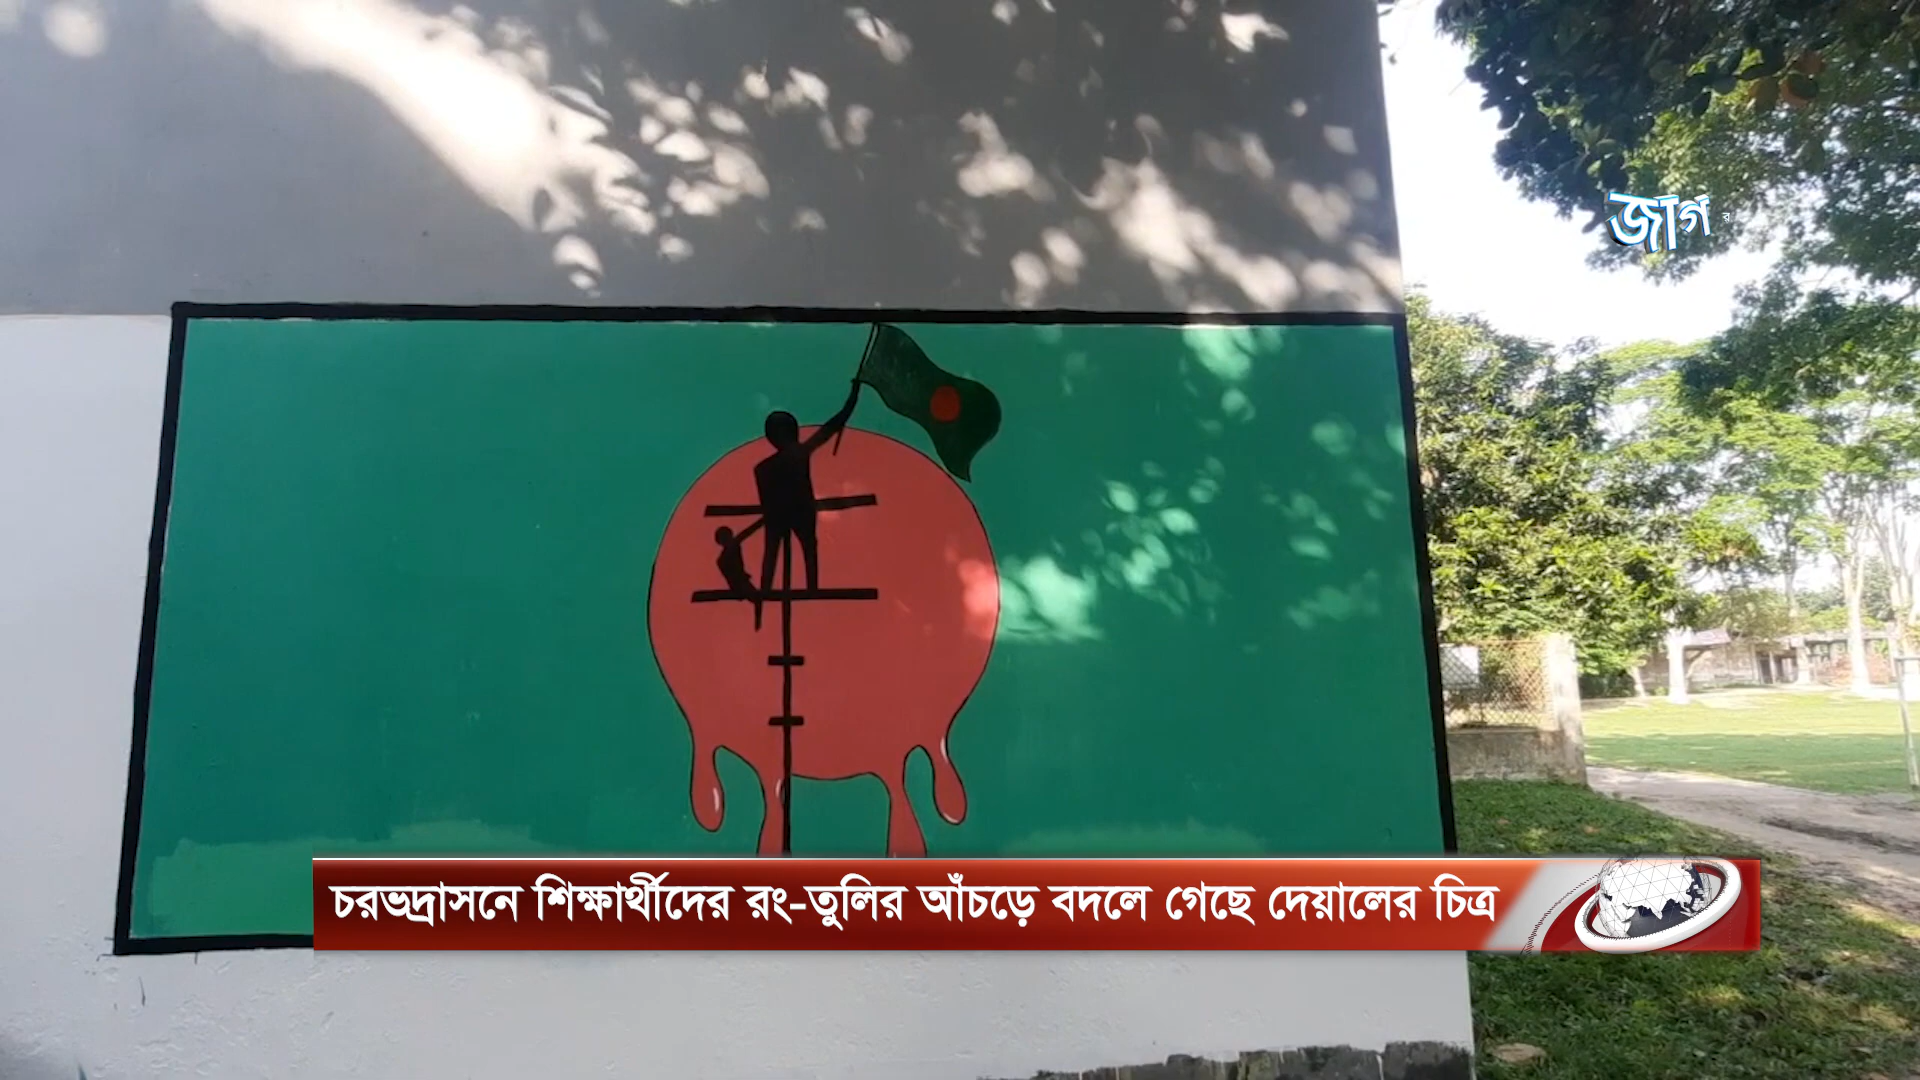 জাগ
র
চরভদ্রাসনে শিক্ষার্থীদের রং-তুলির আঁচড়ে বদলে গেছে দেয়ালের চিত্র